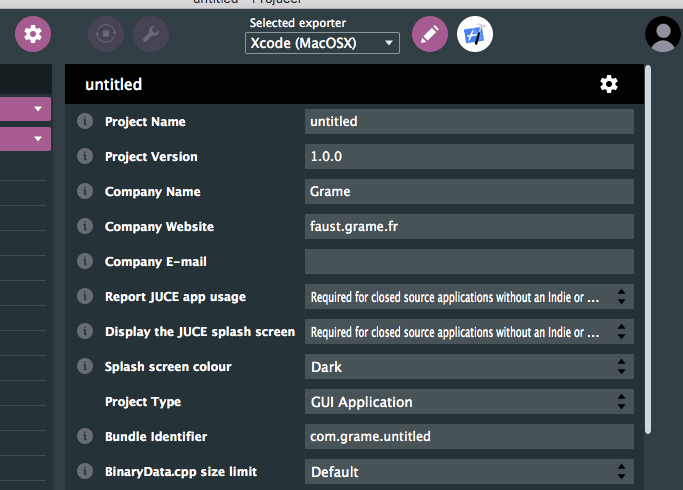 untitled - Projucer
Selected exporter
Xcode (MacOSX)
untitled
Project Name untitled
Project Version 1.0.0
Company Name Grame
Company Website faust.grame.fr
Company E-mail
Report JUCE app usage Required for closed source applications without an Indie or ...
Display the JUCE splash screen Required for closed source applications without an Indie or ...
Splash screen colour Dark
Project Type GUI Application
Bundle Identifier com.grame.untitled
BinaryData.cpp size limit Default